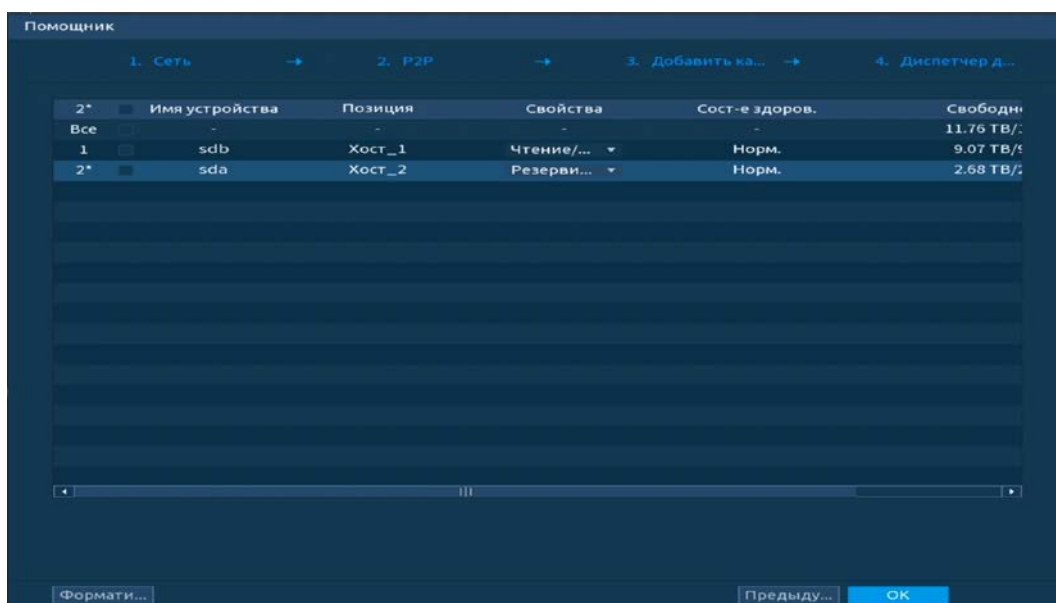 Помощник
1. Сеть → 2. P2P → 3. Добавить ка... → 4. Диспетчер д...
2* Имя устройства Позиция Свойства Сост-е здоров. Свободн
Все - - - - 11.76 TB/
1 sdb Хост_1 Чтение/... Норм. 9.07 TB/
2* sda Хост_2 Резерви... Норм. 2.68 TB/
Формати... Предыду... OK